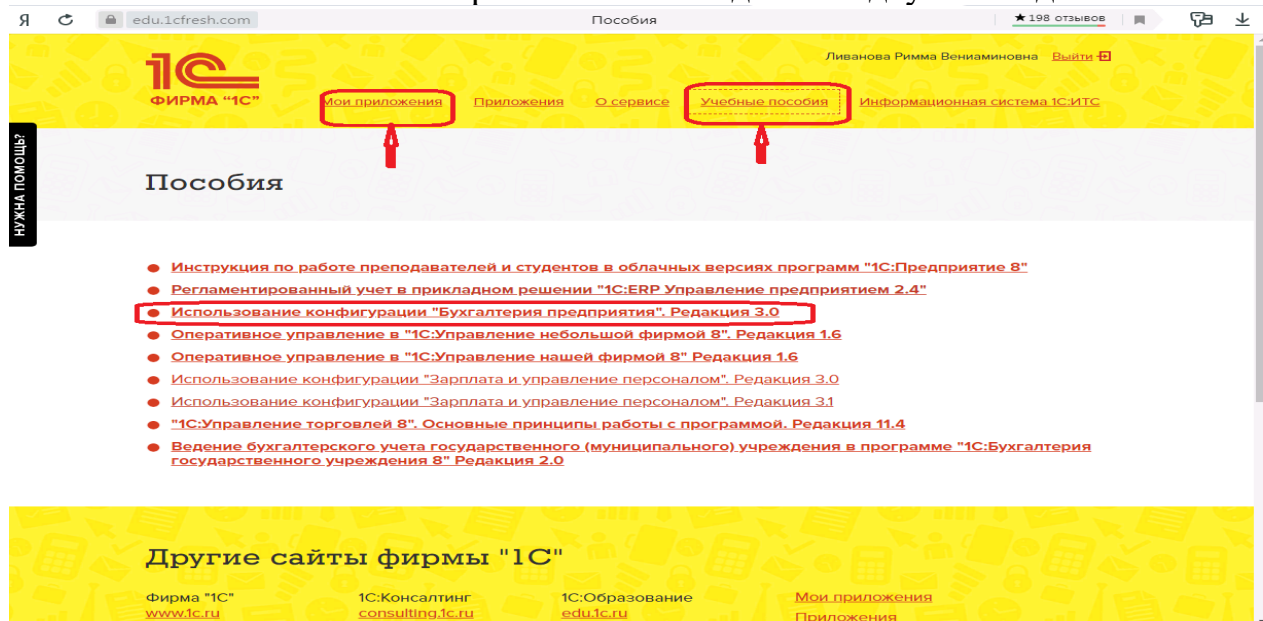 Я edu.1cfresh.com Пособия ★198 отзывов
Ливанова Римма Вениаминовна Выйти
1С
ФИРМА "1С"
Мои приложения Приложения О сервисе Учебные пособия Информационная система 1С:ИТС
НУЖНА ПОМОЩЬ?
Пособия
Инструкция по работе преподавателей и студентов в облачных версиях программ "1С:Предприятие 8"
Регламентированный учет в прикладном решении "1С:ERP Управление предприятием 2.4"
Использование конфигурации "Бухгалтерия предприятия". Редакция 3.0
Оперативное управление в "1С:Управление небольшой фирмой 8". Редакция 1.6
Оперативное управление в "1С:Управление нашей фирмой 8" Редакция 1.6
Использование конфигурации "Зарплата и управление персоналом". Редакция 3.0
Использование конфигурации "Зарплата и управление персоналом". Редакция 3.1
"1С:Управление торговлей 8". Основные принципы работы с программой. Редакция 11.4
Ведение бухгалтерского учета государственного (муниципального) учреждения в программе "1С:Бухгалтерия
государственного учреждения 8" Редакция 2.0
Другие сайты фирмы "1С"
Фирма "1С" 1С:Консалтинг 1С:Образование Мои приложения
www.1c.ru consulting.1c.ru edu.1c.ru Приложения